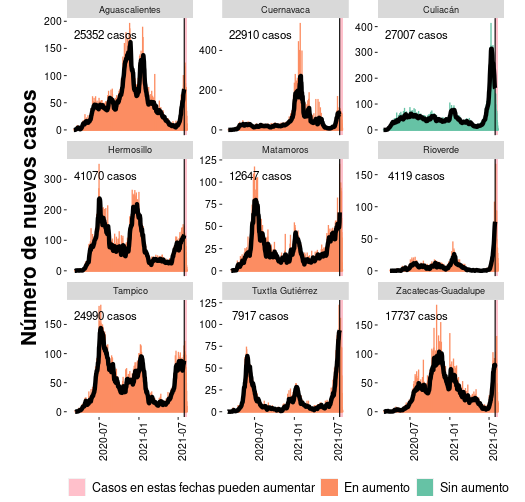 Aguascalientes
Cuernavaca
Culiacán
200
150
100
50
0
25352 casos
400
200
0
22910 casos
400
300
200
100
0
27007 casos
Hermosillo
Matamoros
Rioverde
300
200
100
0
41070 casos
125
100
75
50
25
0
12647 casos
150
100
50
0
4119 casos
Tampico
Tuxtla Gutiérrez
Zacatecas-Guadalupe
150
100
50
0
24990 casos
125
100
75
50
25
0
7917 casos
150
100
50
0
17737 casos
2020-07
2021-01
2021-07
2020-07
2021-01
2021-07
2020-07
2021-01
2021-07
Número de nuevos casos
Casos en estas fechas pueden aumentar
En aumento
Sin aumento